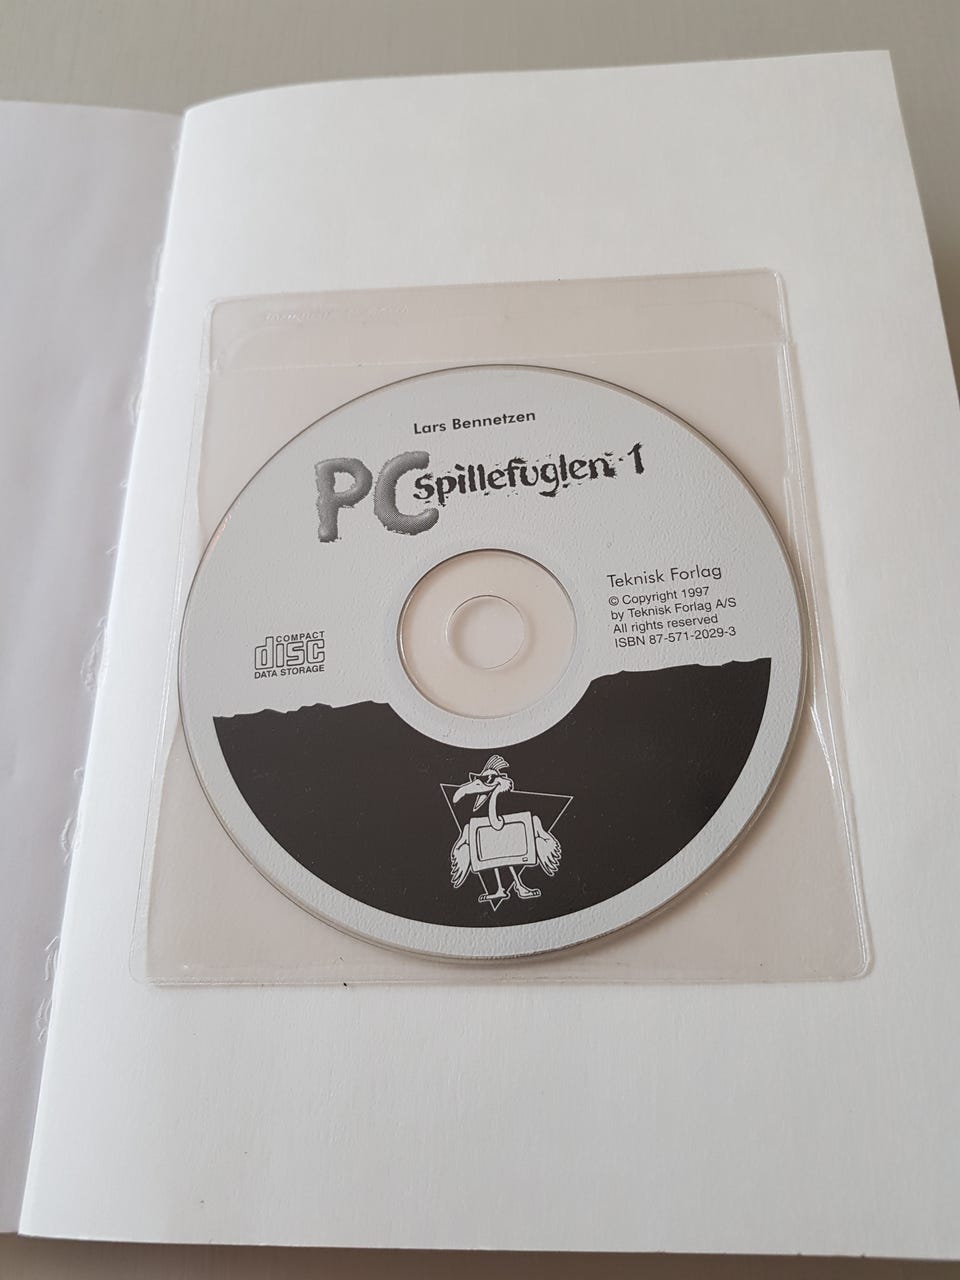 Lars Bennetzen
PC spillefuglen 1
Teknisk Forlag
© Copyright 1997
by Teknisk Forlag A/S
All rights reserved
ISBN 87-571-2029-3
COMPACT
disc
DATA STORAGE